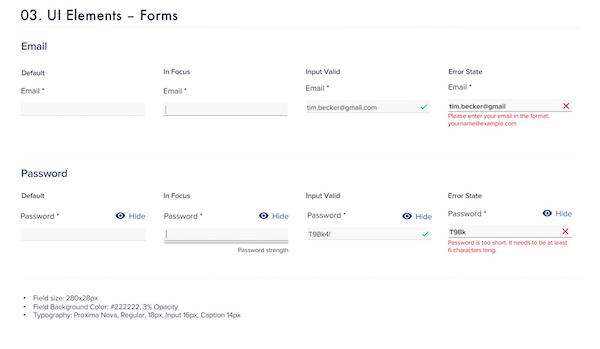 03. UI Elements – Forms
Email
Default
In Focus
Input Valid
Error State
Email *
Email *
Email *
Email *
tim.becker@gmail.com
tim.becker@gmail
Please enter your email in the format.
yourname@example.com
Password
Default
In Focus
Input Valid
Error State
Password *
Hide
Password *
Hide
Password *
Hide
Password *
Hide
T9Bk4!
T9Bk
Password strength
Password is too short. It needs to be at least
6 characters long.
• Field size: 280x28px
• Field Background Color: #222222, 3% Opacity
• Typography: Proxima Nova, Regular, 18px, Input 16px, Caption 14px